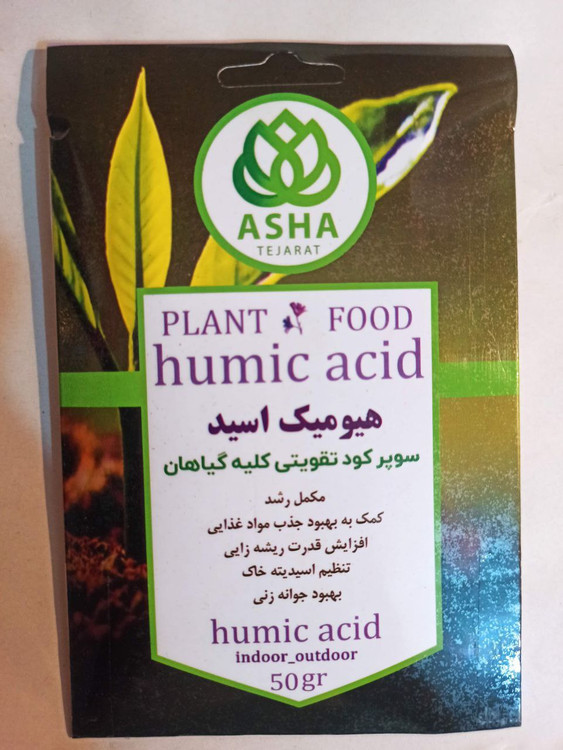 ASHA
TEJARAT
PLANT FOOD
humic acid
هیومیک اسید
سوپر کود تقویتی کلیه گیاهان
مکمل رشد
کمک به بهبود جذب مواد غذایی
افزایش قدرت ریشه زایی
تنظیم اسیدیته خاک
بهبود جوانه زنی
humic acid
indoor_outdoor
50gr